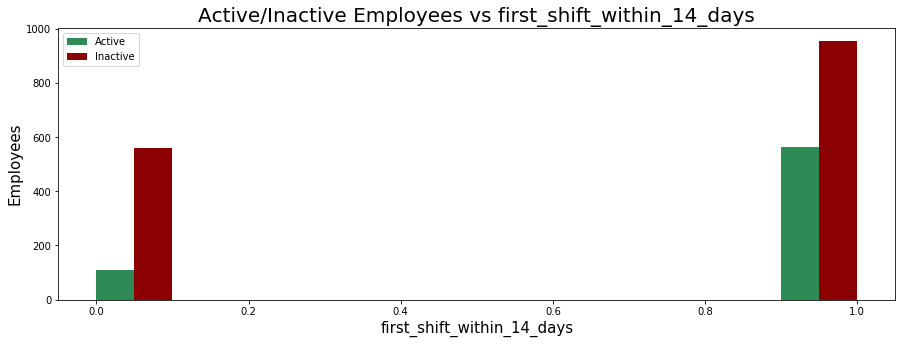 Active/Inactive Employees vs first_shift_within_14_days
Active
Inactive
Employees
1000
800
600
400
200
0
0.0 0.2 0.4 0.6 0.8 1.0
first_shift_within_14_days